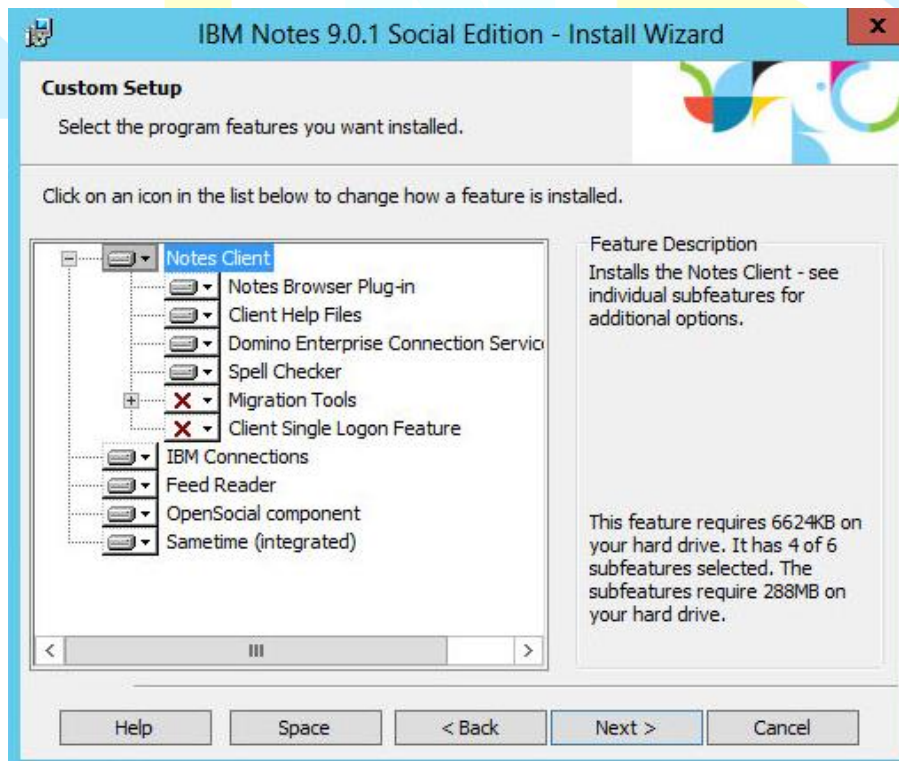 IBM Notes 9.0.1 Social Edition - Install Wizard
x
Custom Setup
Select the program features you want installed.
Click on an icon in the list below to change how a feature is installed.
Notes Client
Notes Browser Plug-in
Client Help Files
Domino Enterprise Connection Servic
Spell Checker
Migration Tools
Client Single Logon Feature
IBM Connections
Feed Reader
OpenSocial component
Sametime (integrated)
Feature Description
Installs the Notes Client - see
individual subfeatures for
additional options.
This feature requires 6624KB on
your hard drive. It has 4 of 6
subfeatures selected. The
subfeatures require 288MB on
your hard drive.
Help
Space
< Back
Next >
Cancel